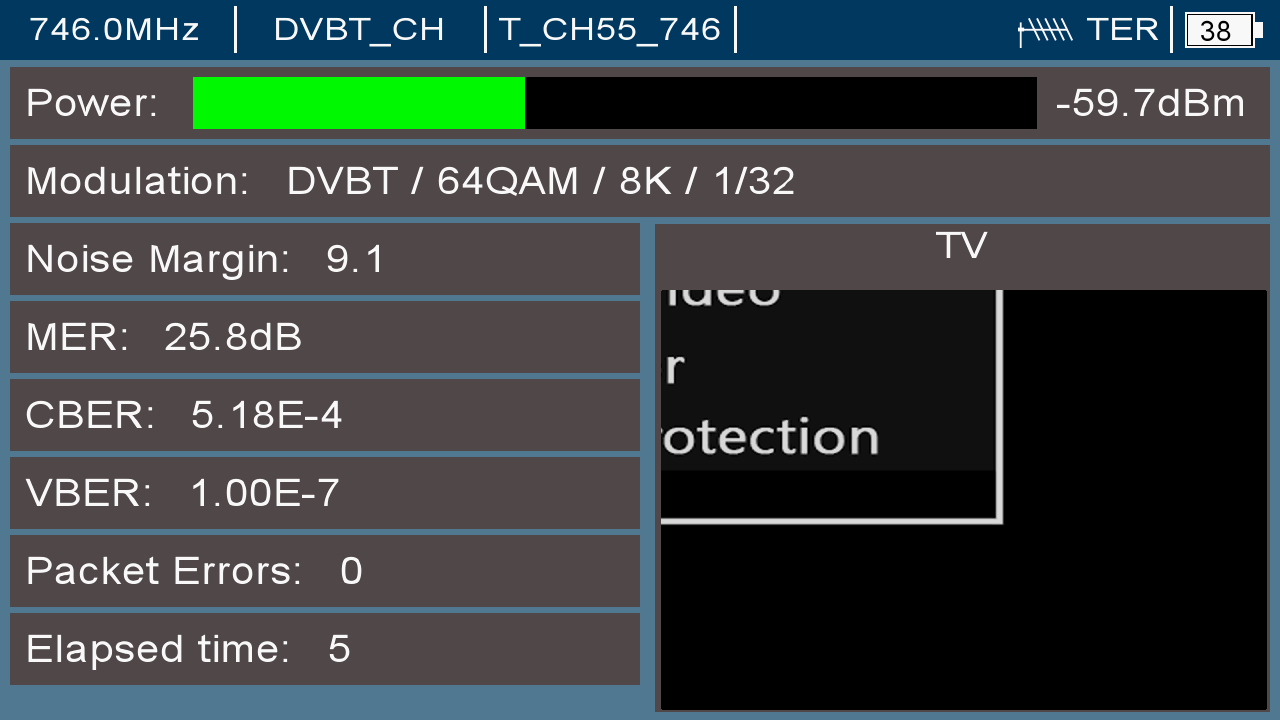 746.0MHz DVBT_CH T_CH55_746 TER 38
Power: -59.7dBm
Modulation: DVBT / 64QAM / 8K / 1/32
Noise Margin: 9.1
TV
MER: 25.8dB
CBER: 5.18E-4
VBER: 1.00E-7
Packet Errors: 0
Elapsed time: 5
ideo
r
otection